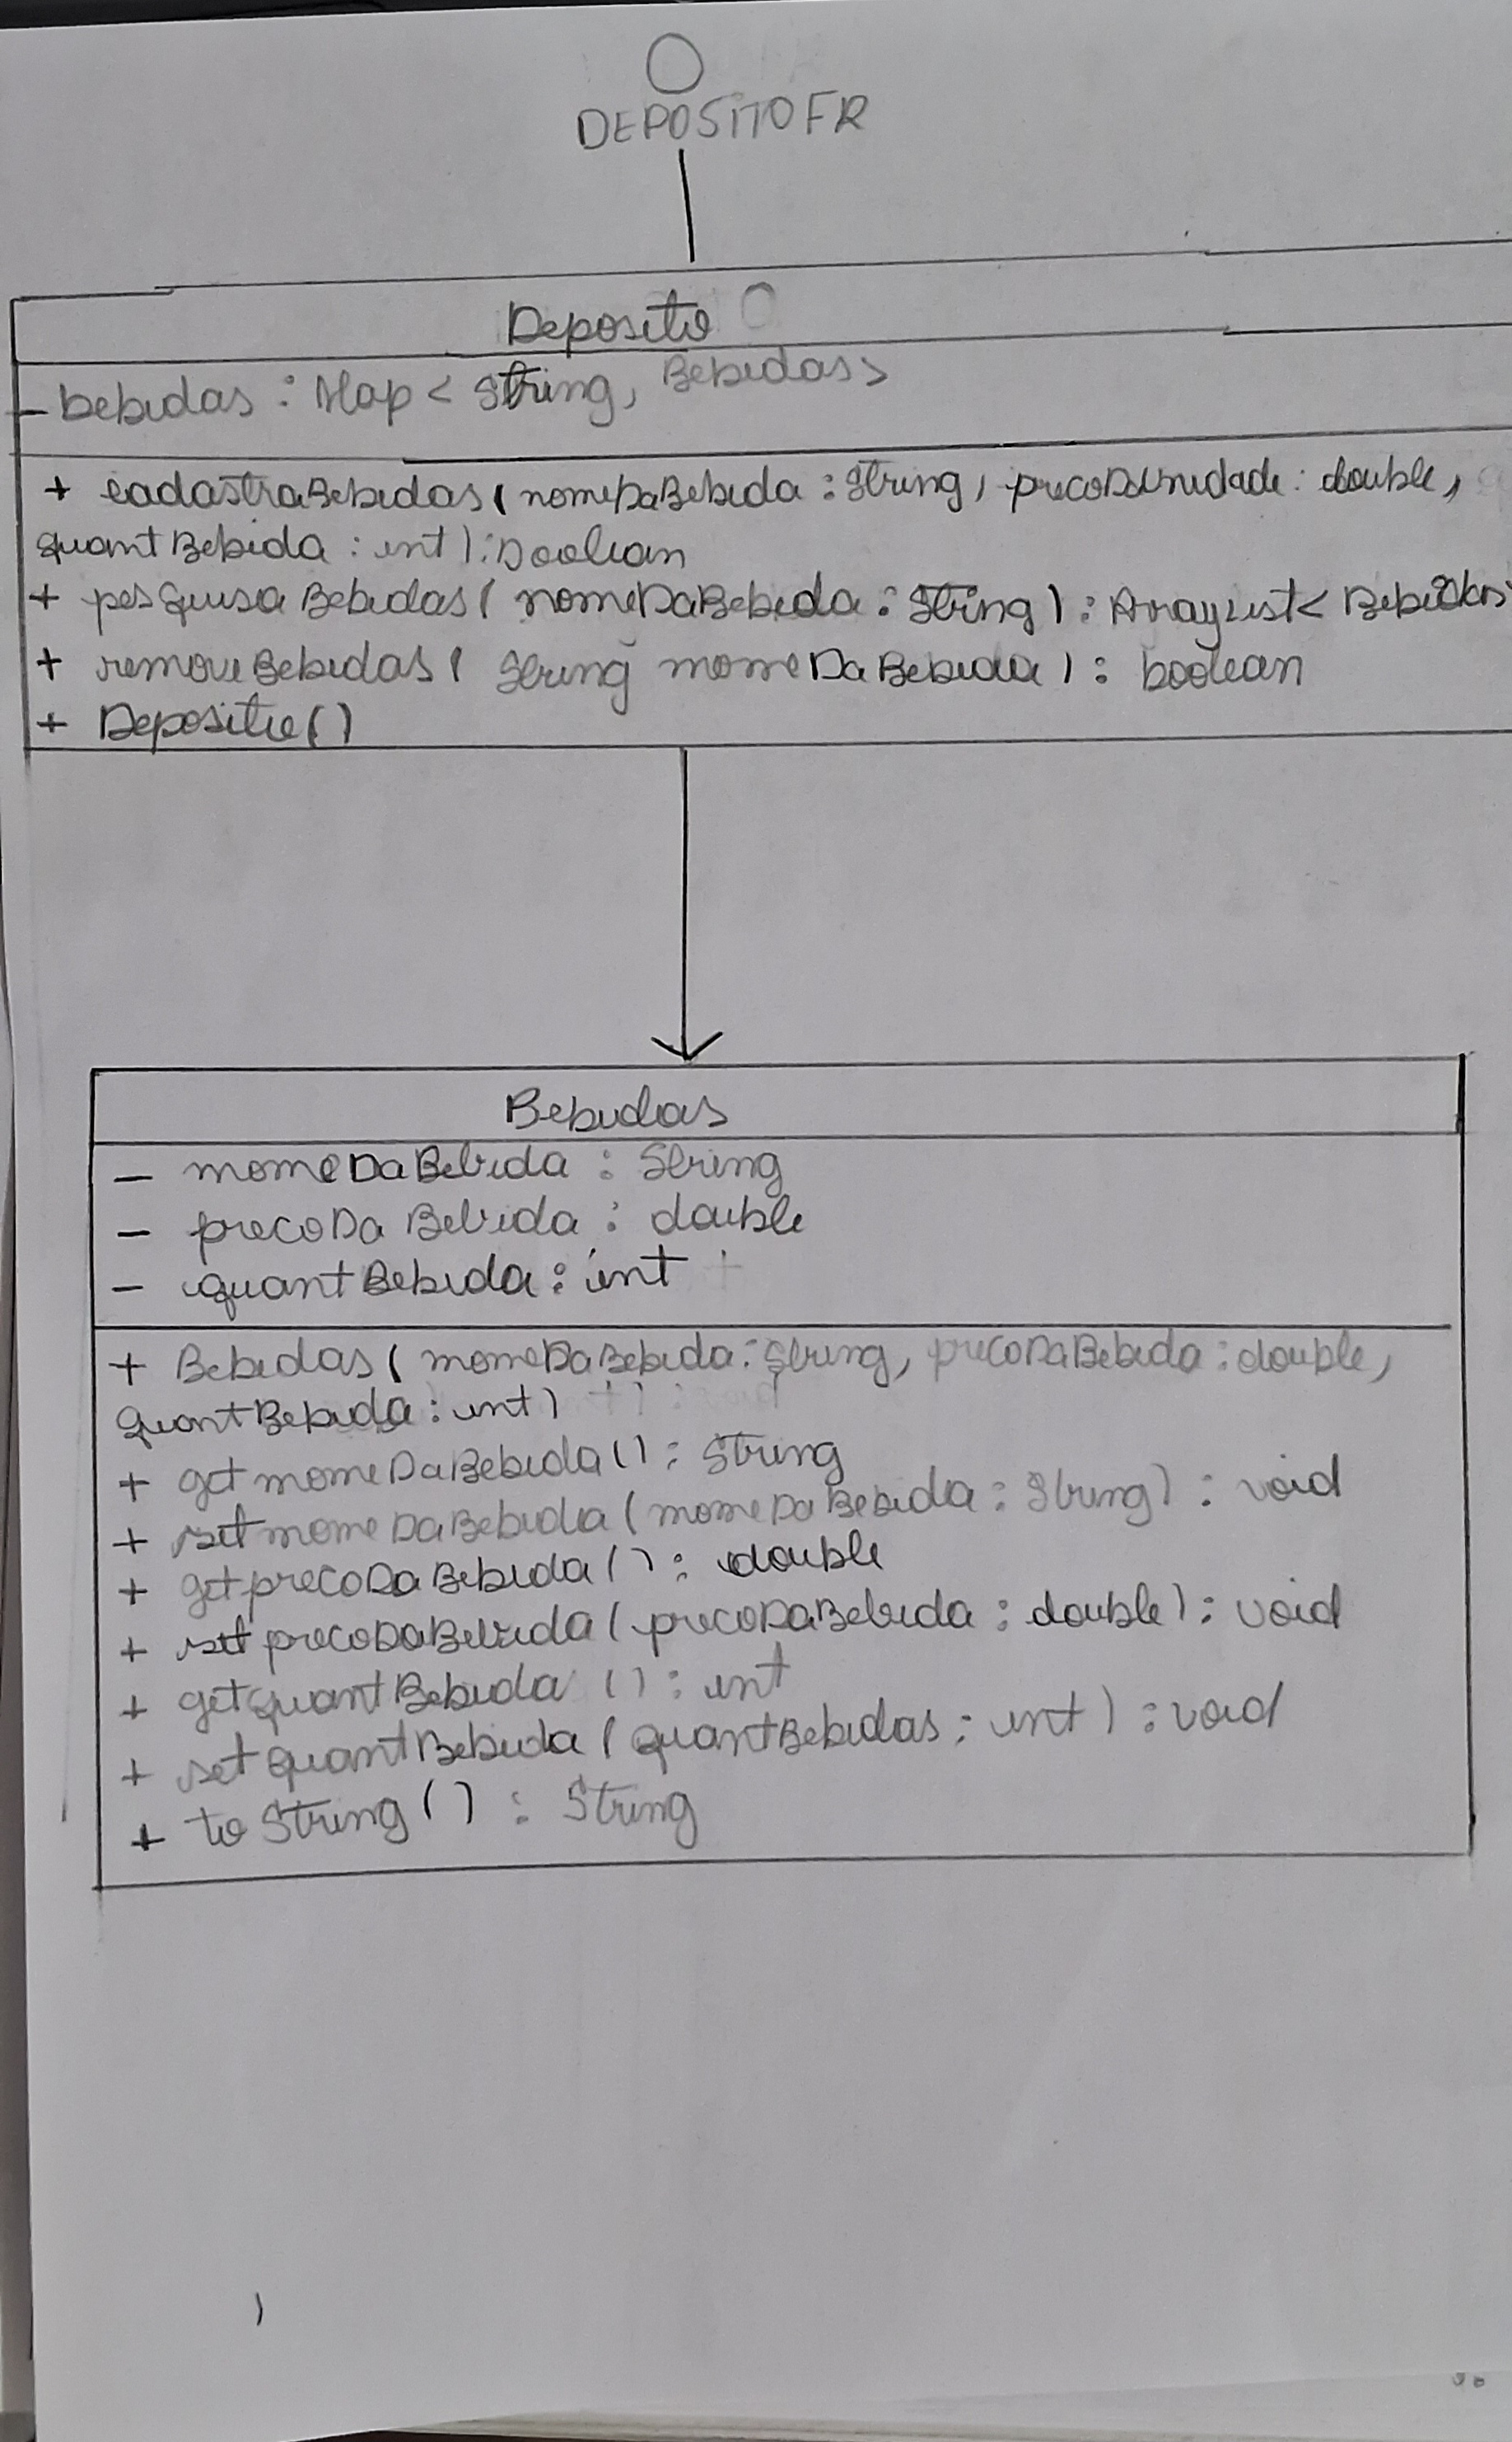 DEPOSITOFR
Deposito
- bebidas : Map < String, Bebidas>
+ cadastraBebidas( nomeDaBebida : String, precoDaUnidade : double,
quantBebida : int ) : Boolean
+ pesquisaBebidas( nomeDaBebida : String ) : ArrayList < Bebidas>
+ removeBebidas( String nomeDaBebida ) : boolean
+ Deposito()
Bebidas
- nomeDaBebida : String
- precoDaBebida : double
- quantBebida : int
+ Bebidas( nomeDaBebida : String, precoDaBebida : double,
quantBebida : int )
+ getnomeDaBebida() : String
+ setnomeDaBebida( nomeDaBebida : String) : void
+ getprecoDaBebida() : double
+ setprecoDaBebida( precoDaBebida : double) : void
+ getquantBebida () : int
+ setquantBebida ( quantBebidas : int ) : void
+ toString() : String